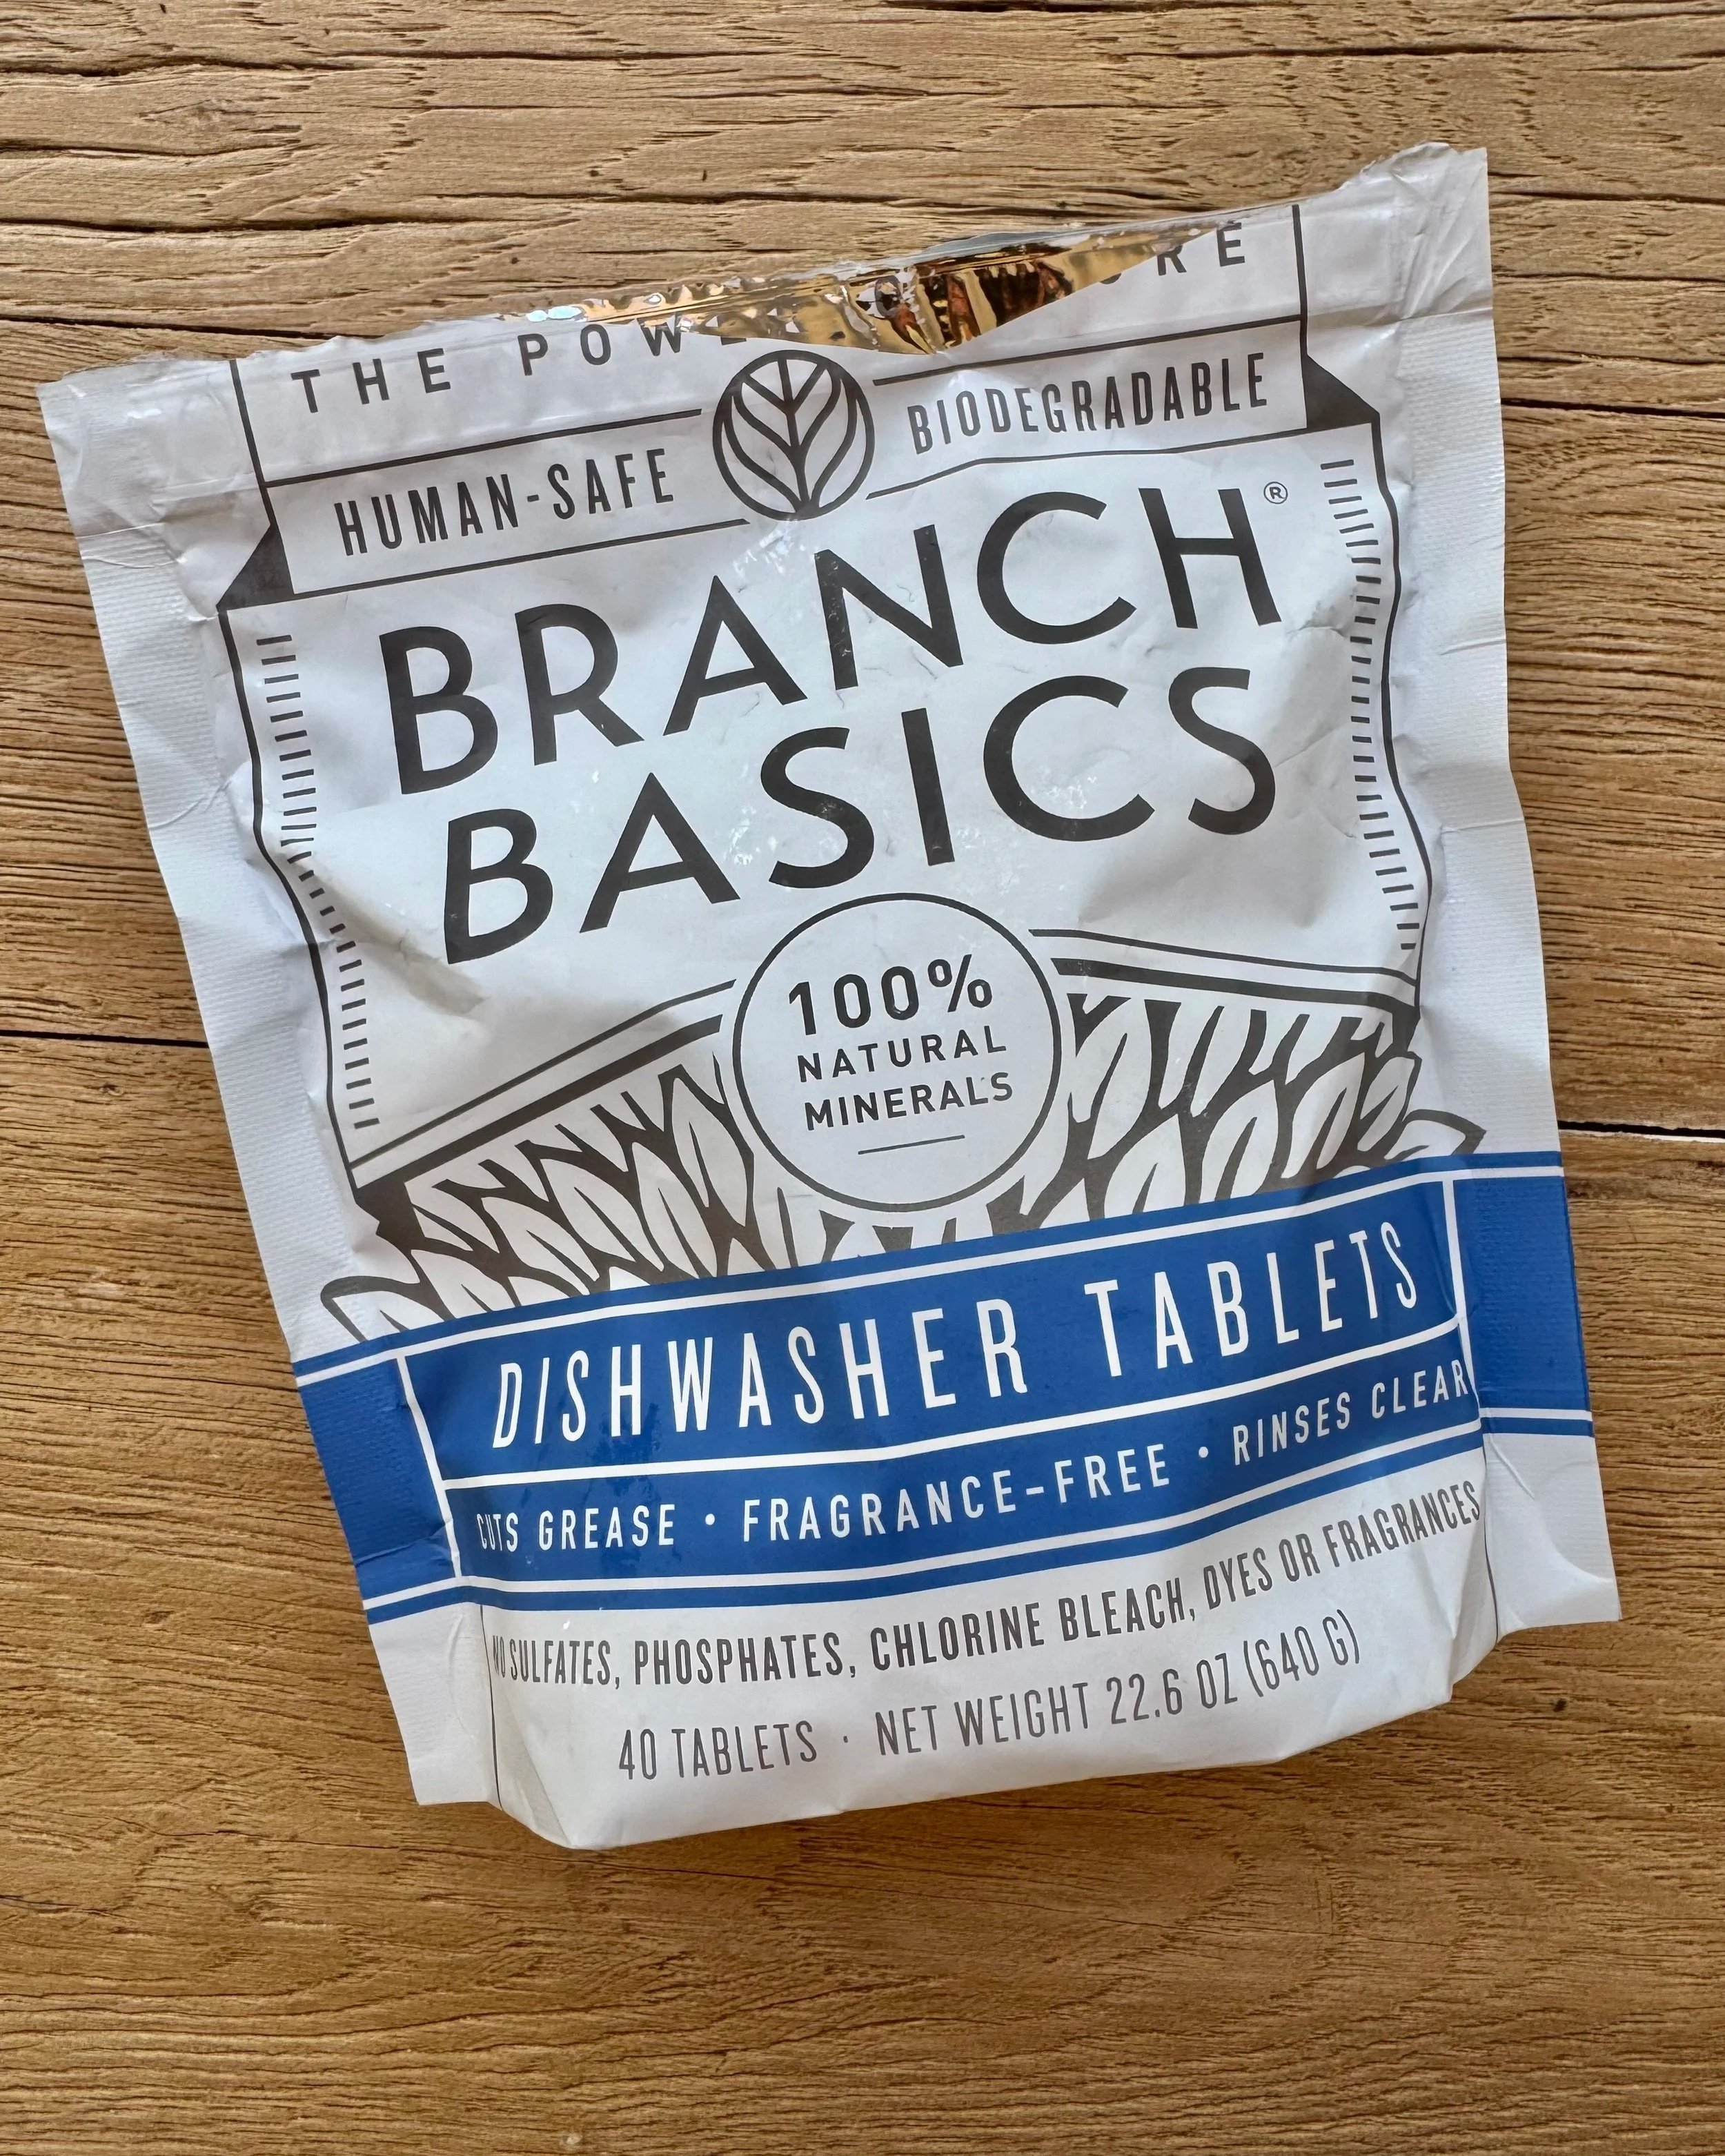 THE
HUMAN-SAFE BIODEGRADABLE
BRANCH®
BASICS
100%
NATURAL
MINERALS
DISHWASHER TABLETS
CUTS GREASE • FRAGRANCE-FREE • RINSES CLEAR
NO SULFATES, PHOSPHATES, CHLORINE BLEACH, DYES OR FRAGRANCES
40 TABLETS · NET WEIGHT 22.6 OZ (640 G)